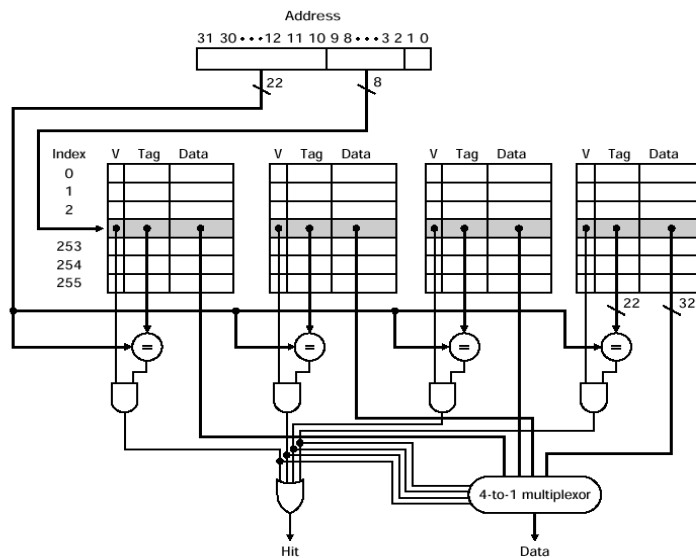 Address
31 30 • • • 12 11 10 9 8 • • • 3 2 1 0
22
8
Index V Tag Data V Tag Data V Tag Data V Tag Data
0
1
2
253
254
255
22
32
=
=
=
=
4-to-1 multiplexor
Hit
Data